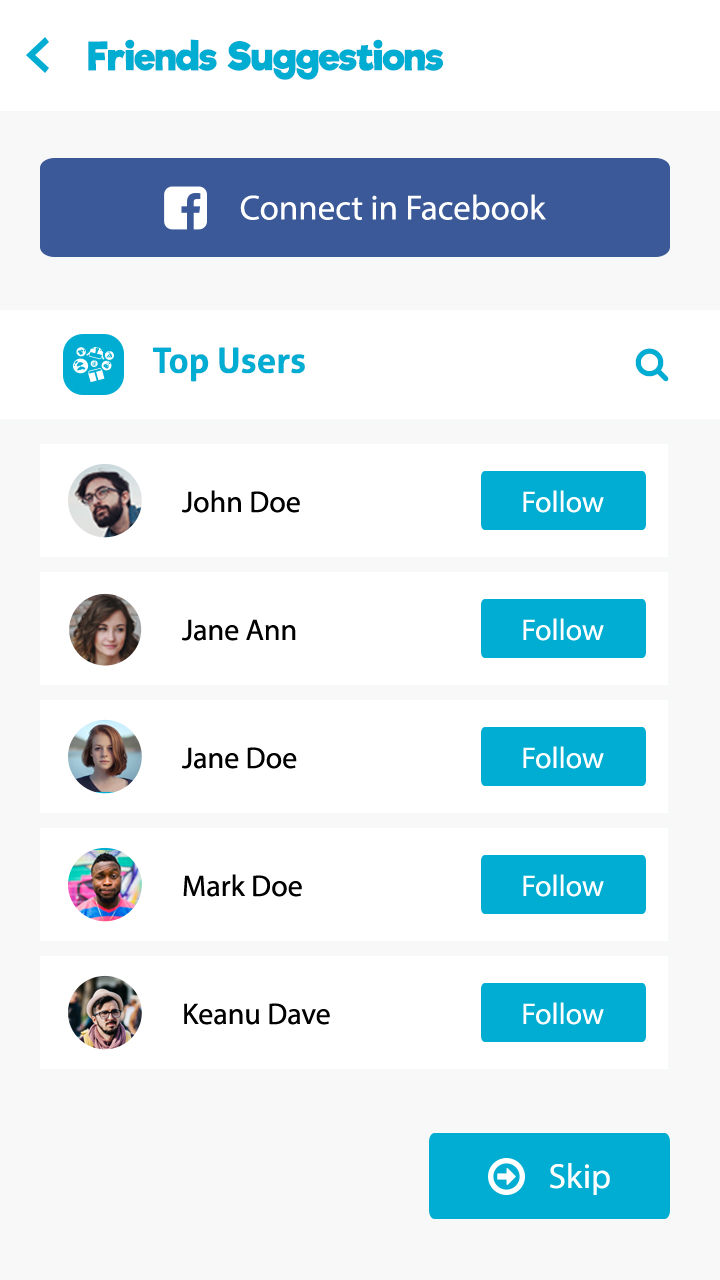 Friends Suggestions
Connect in Facebook
Top Users
John Doe
Follow
Jane Ann
Follow
Jane Doe
Follow
Mark Doe
Follow
Keanu Dave
Follow
Skip